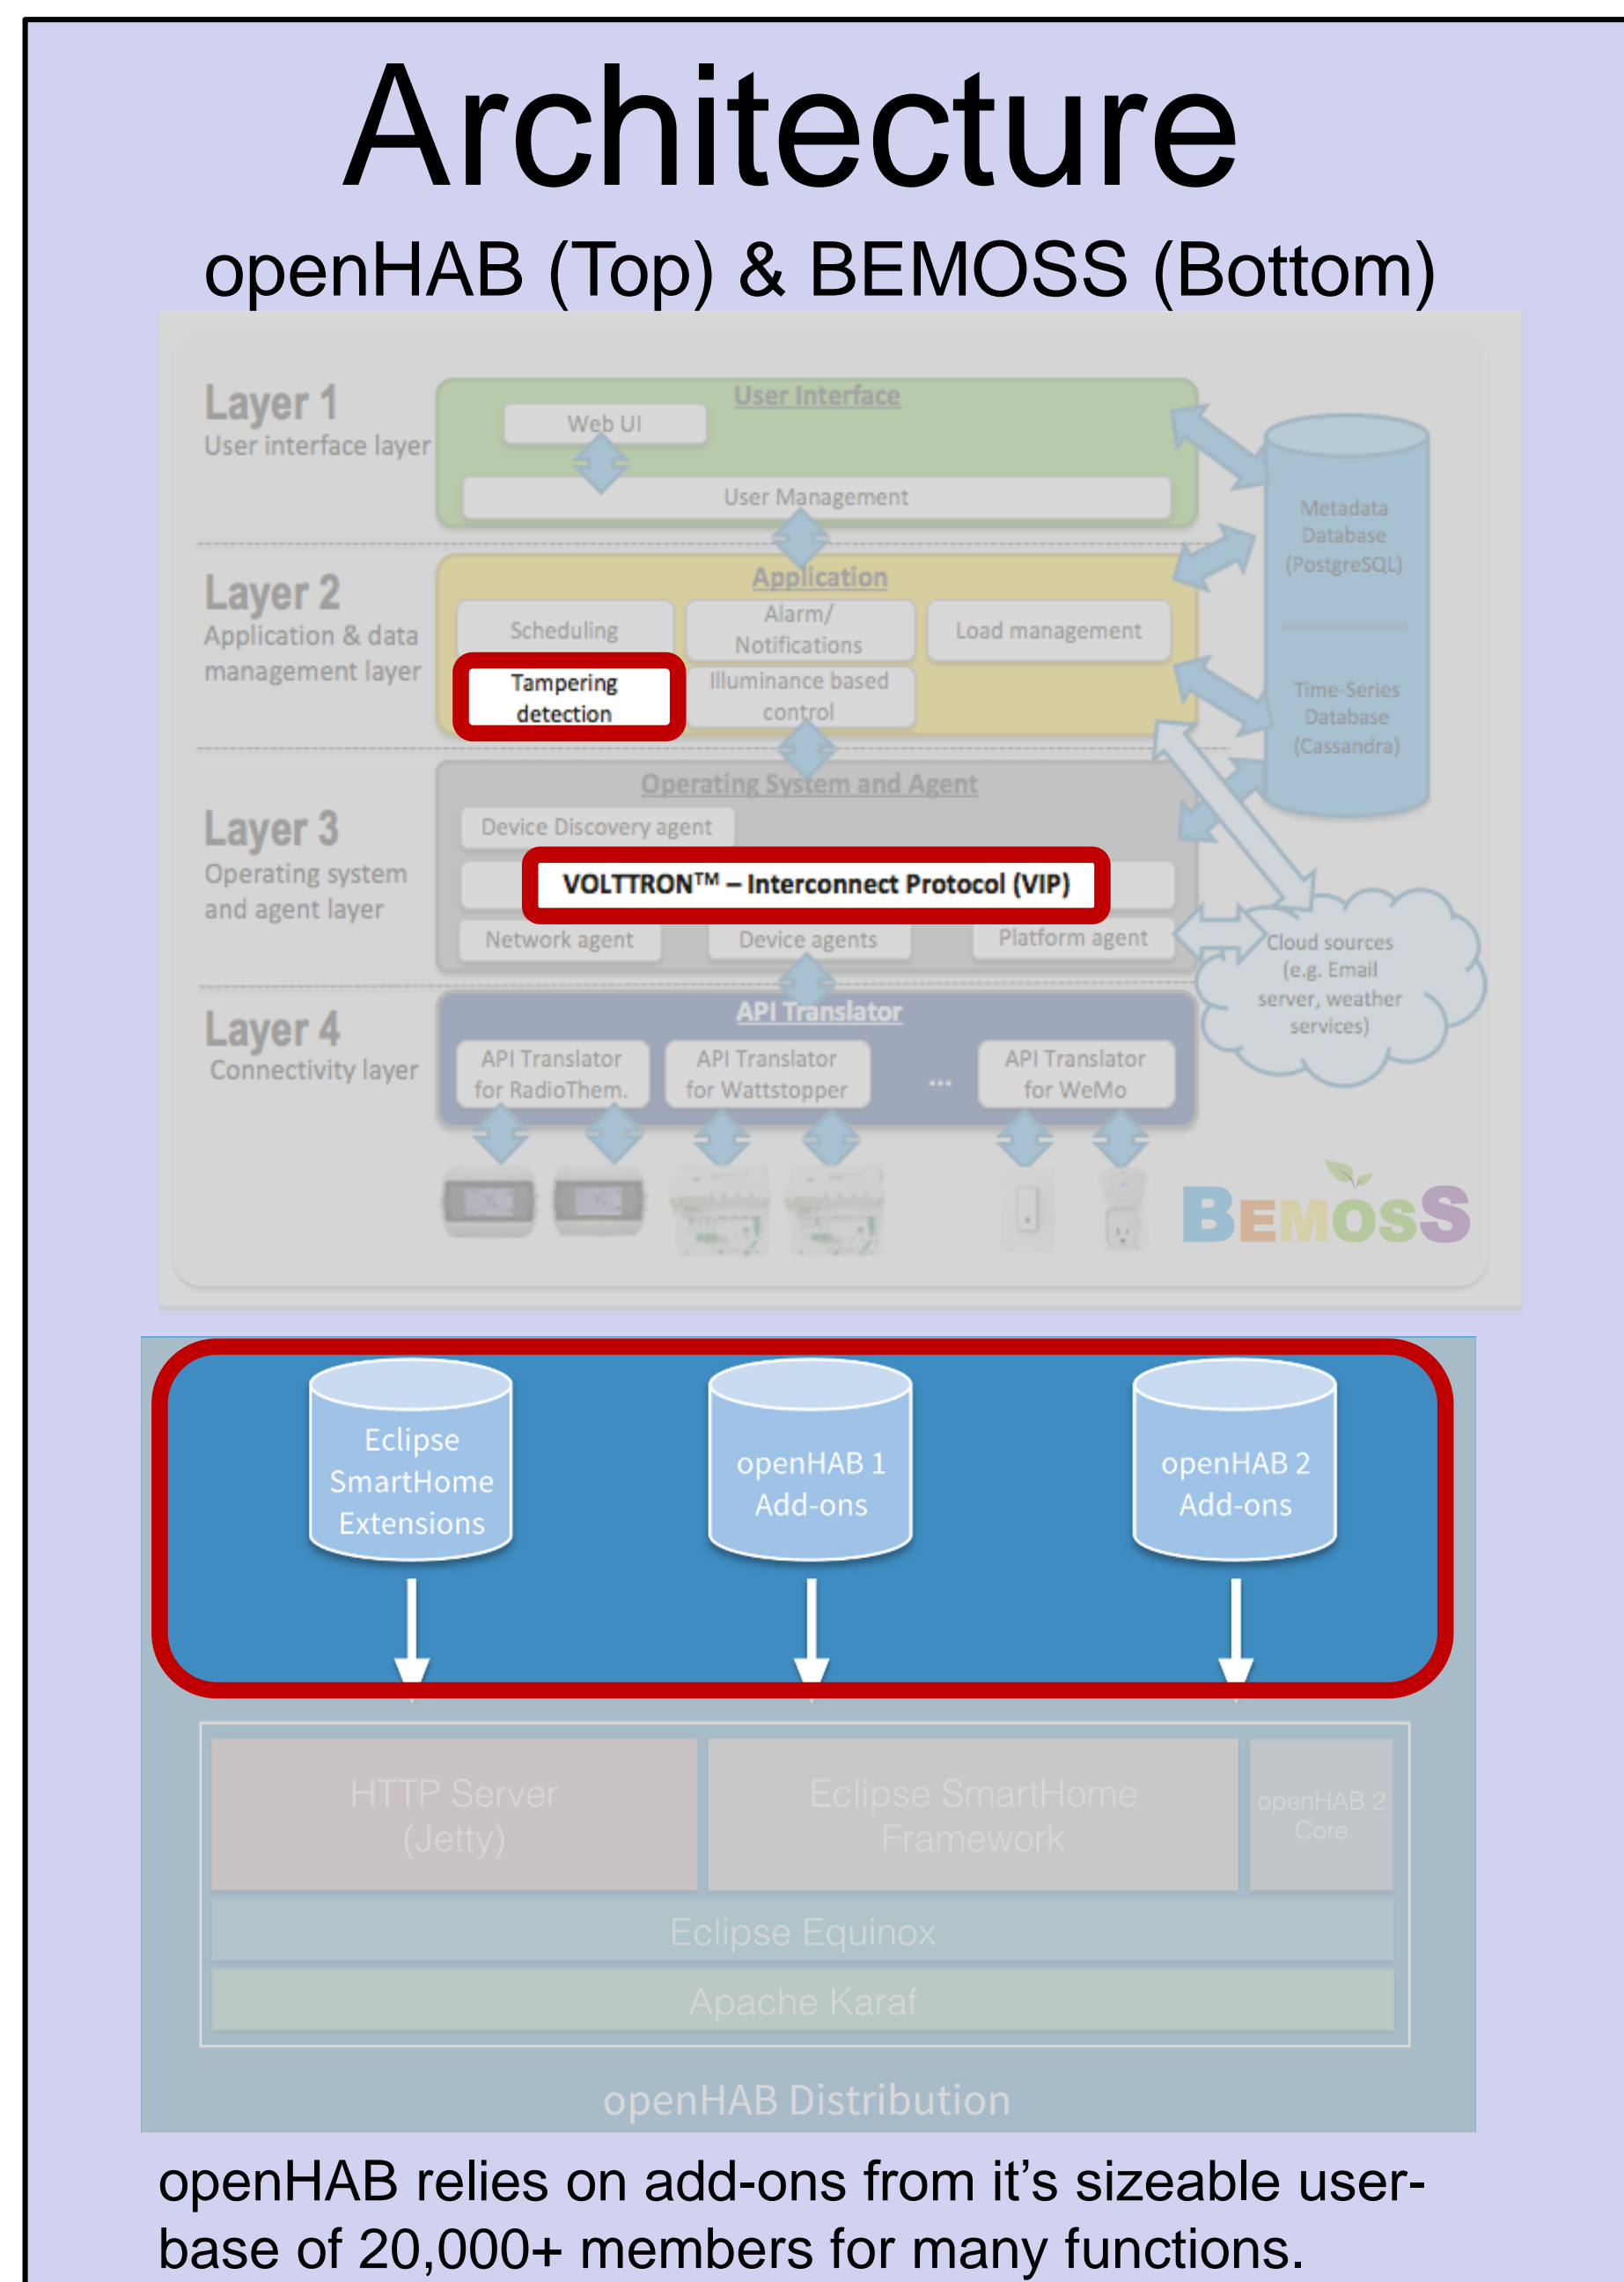 Architecture
openHAB (Top) & BEMOSS (Bottom)
Layer 1
User interface layer
User Interface
Web UI
User Management
Metadata
Database
(PostgreSQL)
Time-Series
Database
(Cassandra)
Layer 2
Application & data
management layer
Application
Scheduling
Alarm/
Notifications
Load management
Tampering
detection
Illuminance based
control
Layer 3
Operating system
and agent layer
Operating System and Agent
Device Discovery agent
VOLTTRON™ – Interconnect Protocol (VIP)
Network agent
Device agents
Platform agent
Cloud sources
(e.g. Email
server, weather
services)
Layer 4
Connectivity layer
API Translator
API Translator
for RadioThem.
API Translator
for Wattstopper
...
API Translator
for WeMo
BEMOSS
Eclipse
SmartHome
Extensions
openHAB 1
Add-ons
openHAB 2
Add-ons
HTTP Server
(Jetty)
Eclipse SmartHome
Framework
openHAB 2
Core
Eclipse Equinox
Apache Karaf
openHAB Distribution
openHAB relies on add-ons from it’s sizeable user-
base of 20,000+ members for many functions.